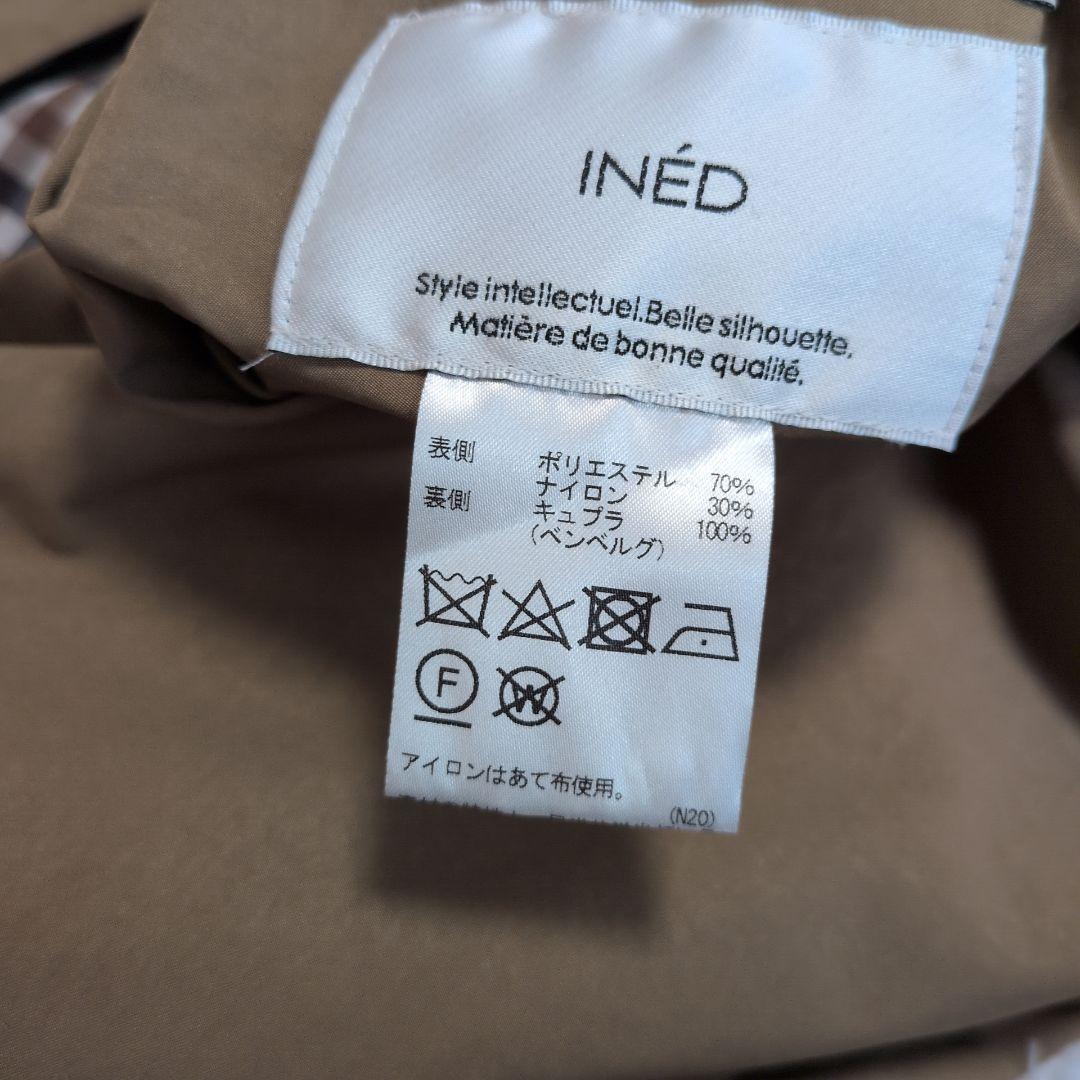 INÉD
Style intellectuel.Belle silhouette.
Matière de bonne qualité.
表側 ポリエステル 70%
ナイロン 30%
裏側 キュプラ 100%
(ベンベルグ)
F
W
アイロンはあて布使用。
(N20)